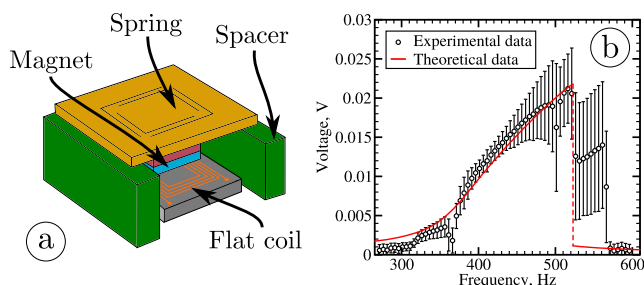 Spring
Spacer
Magnet
Flat coil
a
b
Experimental data
Theoretical data
Voltage, V
0.03
0.025
0.02
0.015
0.01
0.005
0
300
400
500
600
Frequency, Hz